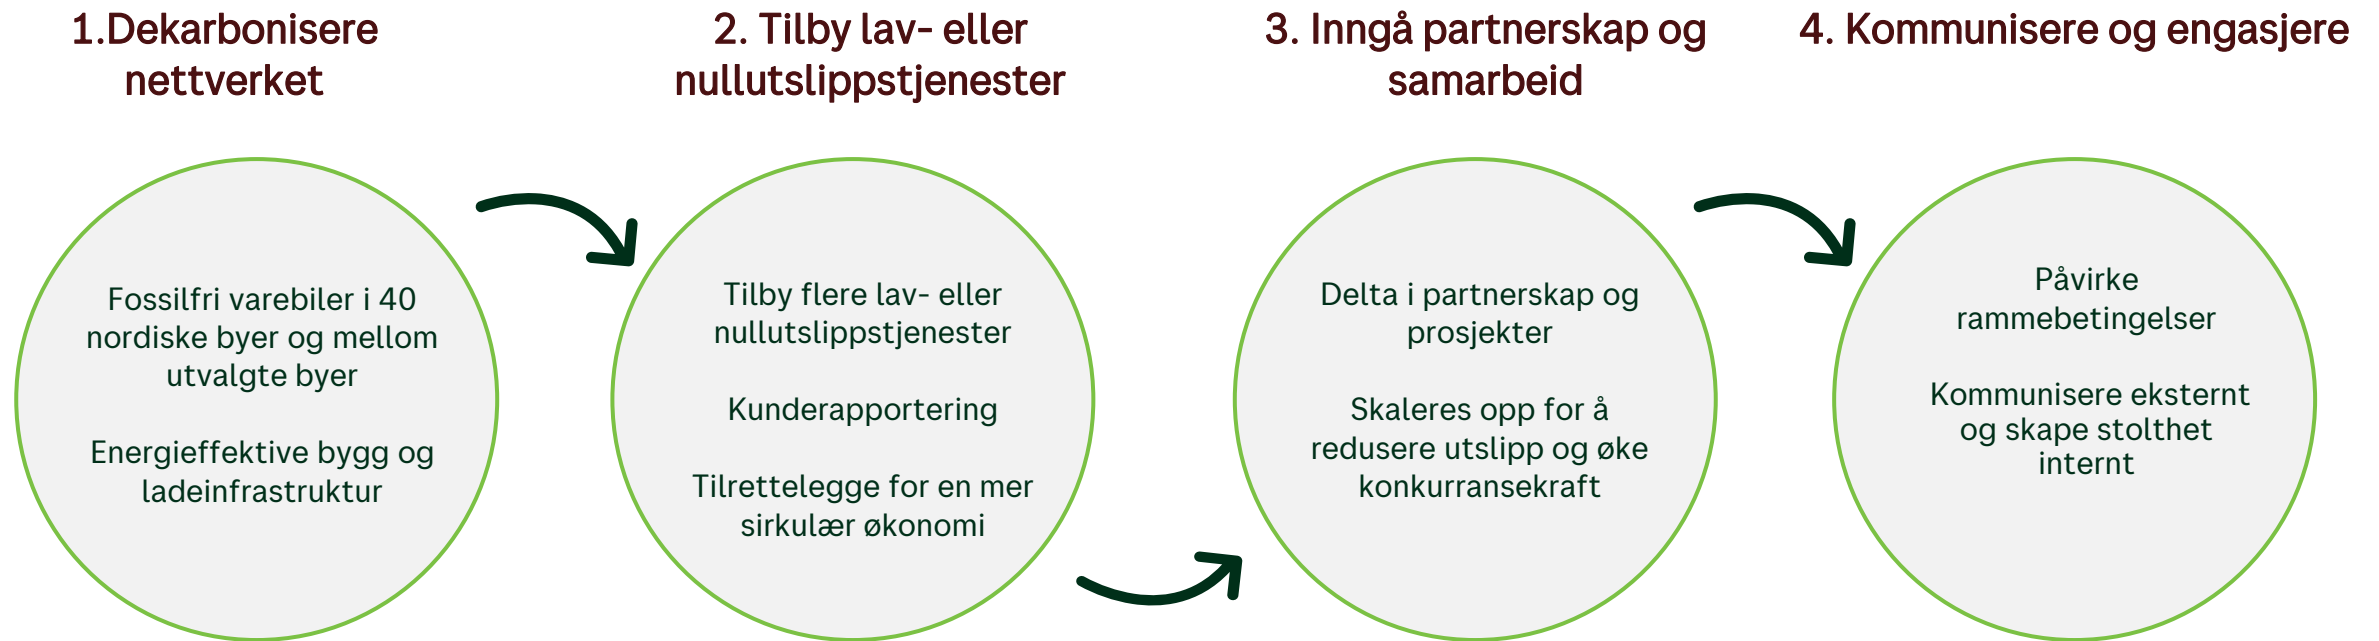 1.Dekarbonisere
nettverket
2. Tilby lav- eller
nullutslippstjenester
3. Inngå partnerskap og
samarbeid
4. Kommunisere og engasjere
Fossilfri varebiler i 40
nordiske byer og mellom
utvalgte byer
Energieffektive bygg og
ladeinfrastruktur
Tilby flere lav- eller
nullutslippstjenester
Kunderapportering
Tilrettelegge for en mer
sirkulær økonomi
Delta i partnerskap og
prosjekter
Skaleres opp for å
redusere utslipp og øke
konkurransekraft
Påvirke
rammebetingelser
Kommunisere eksternt
og skape stolthet
internt